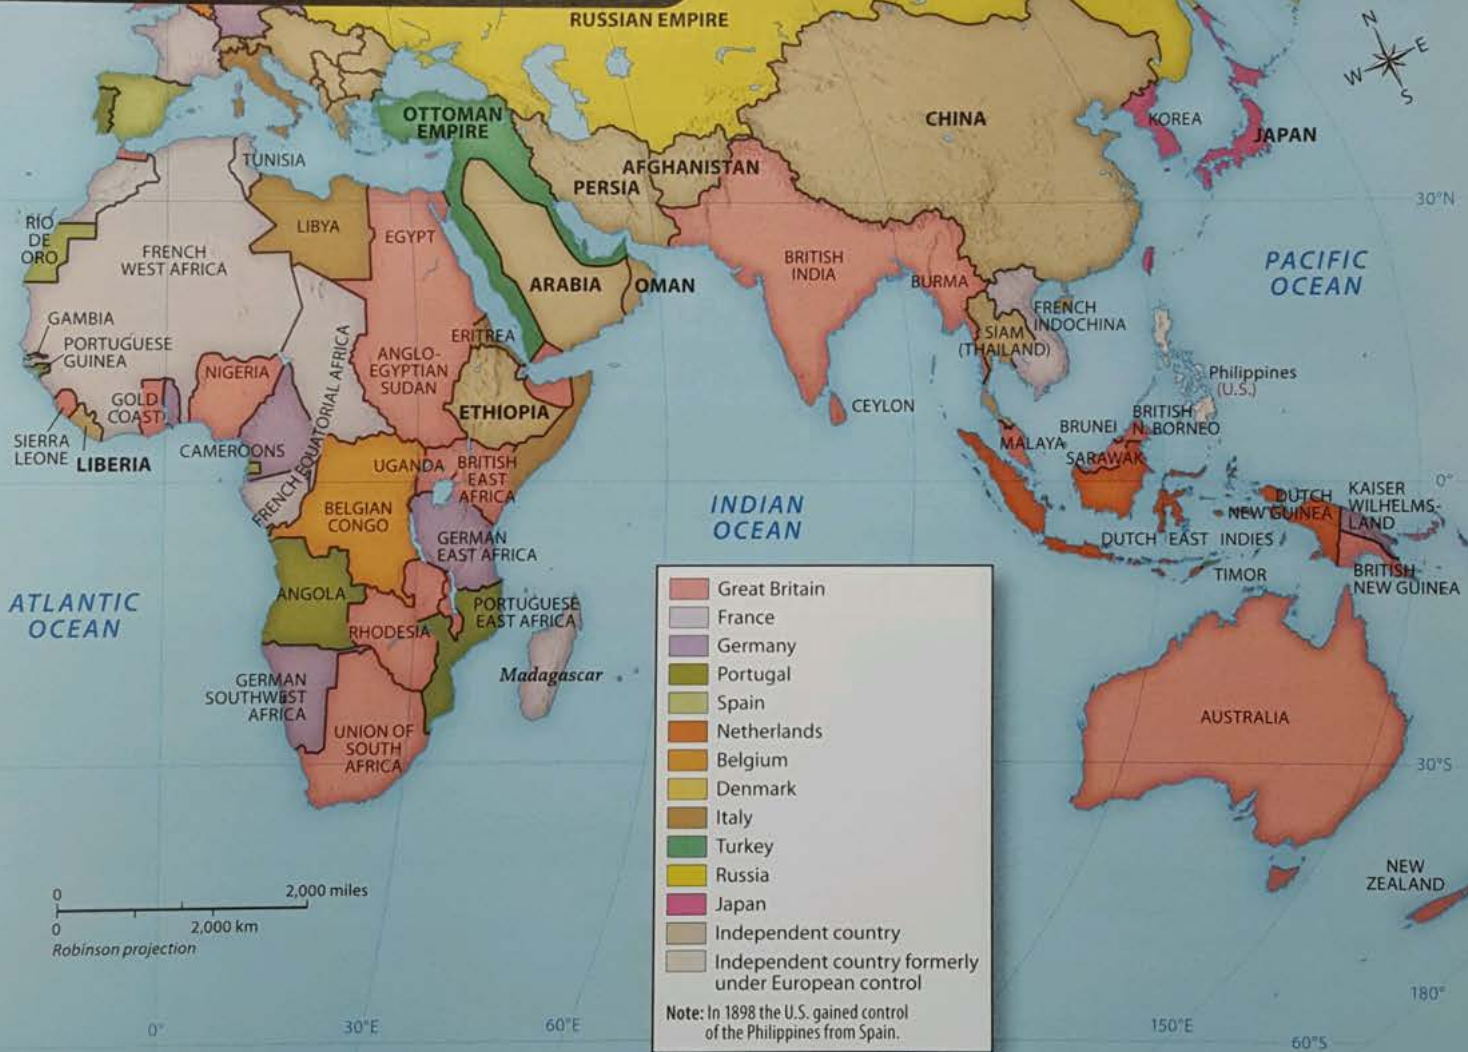 RUSSIAN EMPIRE
N
E
W
S
OTTOMAN
EMPIRE
CHINA
KOREA
JAPAN
TUNISIA
AFGHANISTAN
PERSIA
30°N
RÍO
DE
ORO
LIBYA
EGYPT
FRENCH
WEST AFRICA
BRITISH
INDIA
BURMA
ARABIA
OMAN
PACIFIC
OCEAN
GAMBIA
PORTUGUESE
GUINEA
ERITREA
FRENCH
INDOCHINA
SIAM
(THAILAND)
NIGERIA
ANGLO-
EGYPTIAN
SUDAN
FRENCH EQUATORIAL AFRICA
Philippines
(U.S.)
GOLD
COAST
ETHIOPIA
CEYLON
SIERRA
LEONE
LIBERIA
CAMEROONS
BRUNEI
BRITISH
N. BORNEO
MALAYA
SARAWAK
UGANDA
BRITISH
EAST
AFRICA
0°
BELGIAN
CONGO
INDIAN
OCEAN
DUTCH
NEW GUINEA
KAISER
WILHELMS-
LAND
GERMAN
EAST AFRICA
DUTCH EAST INDIES
TIMOR
BRITISH
NEW GUINEA
ATLANTIC
OCEAN
ANGOLA
PORTUGUESE
EAST AFRICA
RHODESIA
Madagascar
GERMAN
SOUTHWEST
AFRICA
UNION OF
SOUTH
AFRICA
AUSTRALIA
30°S
NEW
ZEALAND
Great Britain
France
Germany
Portugal
Spain
Netherlands
Belgium
Denmark
Italy
Turkey
Russia
Japan
Independent country
Independent country formerly
under European control
Note: In 1898 the U.S. gained control
of the Philippines from Spain.
0 2,000 miles
0 2,000 km
Robinson projection
0°
30°E
60°E
150°E
180°
60°S